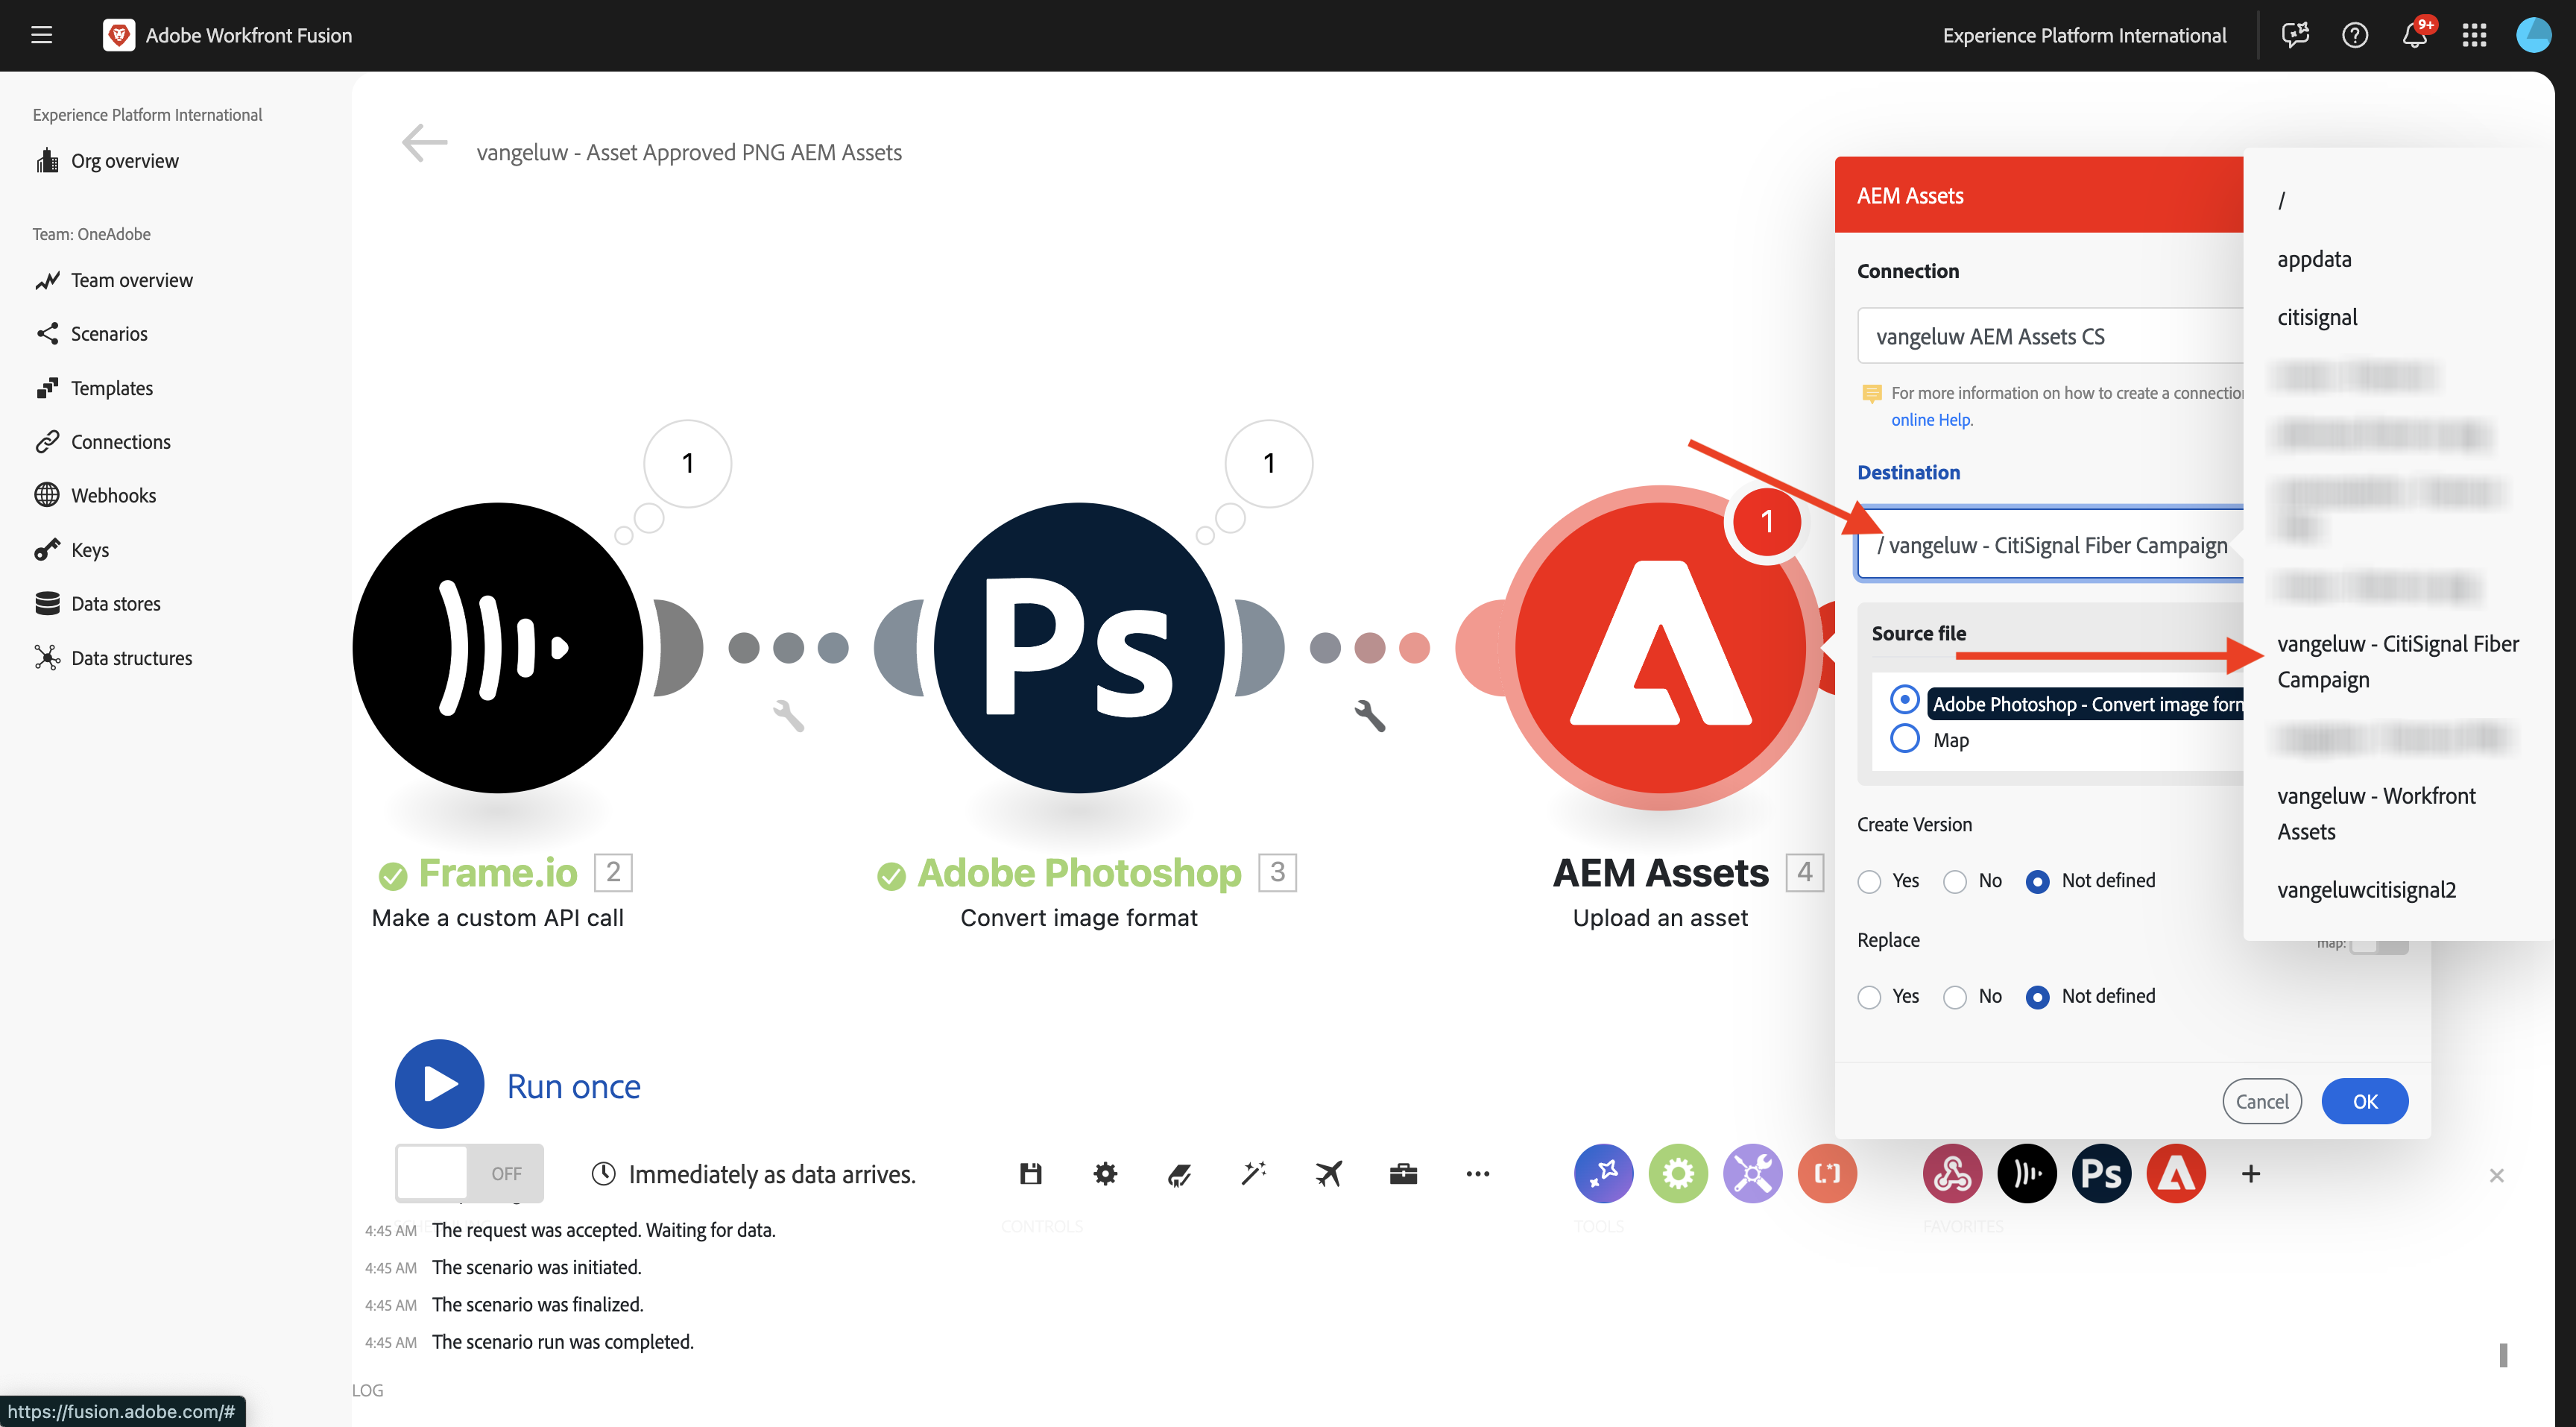 Adobe Workfront Fusion
Experience Platform International
9+
Experience Platform International
Org overview
Team: OneAdobe
Team overview
Scenarios
Templates
Connections
Webhooks
Keys
Data stores
Data structures
vangeluw - Asset Approved PNG AEM Assets
1
1
1
Ps
Frame.io 2
Make a custom API call
Adobe Photoshop 3
Convert image format
AEM Assets 4
Upload an asset
AEM Assets
Connection
vangeluw AEM Assets CS
For more information on how to create a connection
online Help.
Destination
/ vangeluw - CitiSignal Fiber Campaign
Source file
Adobe Photoshop - Convert image form
Map
Create Version
Yes No Not defined
Replace
map:
Yes No Not defined
Cancel OK
/
appdata
citisignal
vangeluw - CitiSignal Fiber
Campaign
vangeluw - Workfront
Assets
vangeluwcitisignal2
Run once
OFF
Immediately as data arrives.
Ps
CONTROLS
TOOLS
FAVORITES
4:45 AM The request was accepted. Waiting for data.
4:45 AM The scenario was initiated.
4:45 AM The scenario was finalized.
4:45 AM The scenario run was completed.
LOG
https://fusion.adobe.com/#